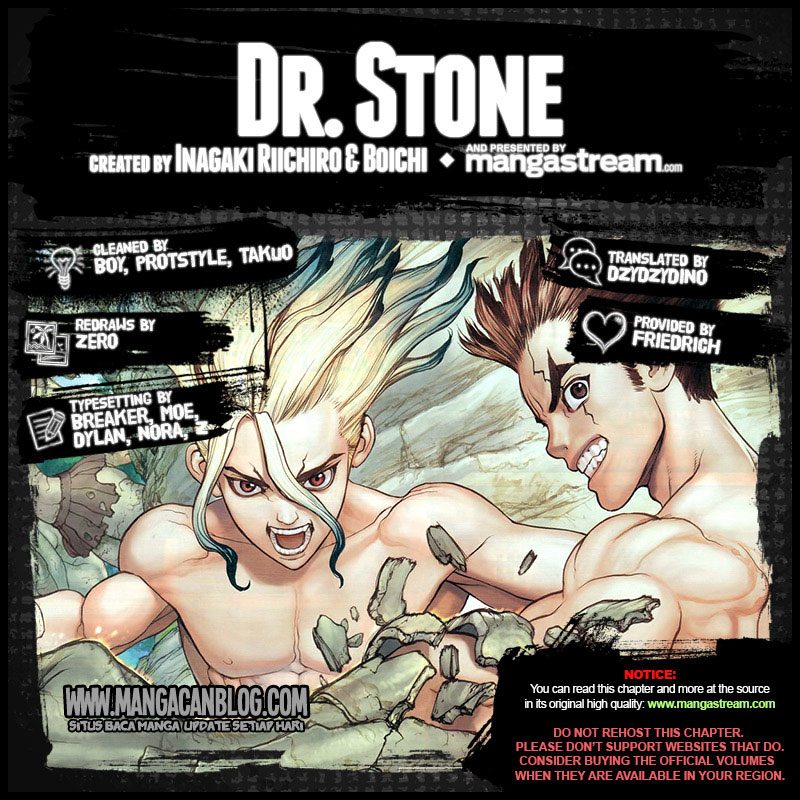 DR. STONE
CREATED BY INAGAKI RIICHIRO & BOICHI ◆ AND PRESENTED BY mangastream.com
CLEANED BY
BOY, PROTSTYLE, TAKUO
REDRAWS BY
ZERO
TYPESETTING BY
BREAKER, MOE,
DYLAN, NORA, Z
TRANSLATED BY
DZYDZYDINO
PROVIDED BY
FRIEDRICH
WWW.MANGACANBLOG.COM
SITUS BACA MANGA UPDATE SETIAP HARI
NOTICE:
You can read this chapter and more at the source
in its original high quality: www.mangastream.com
DO NOT REHOST THIS CHAPTER.
PLEASE DON'T SUPPORT WEBSITES THAT DO.
CONSIDER BUYING THE OFFICIAL VOLUMES
WHEN THEY ARE AVAILABLE IN YOUR REGION.